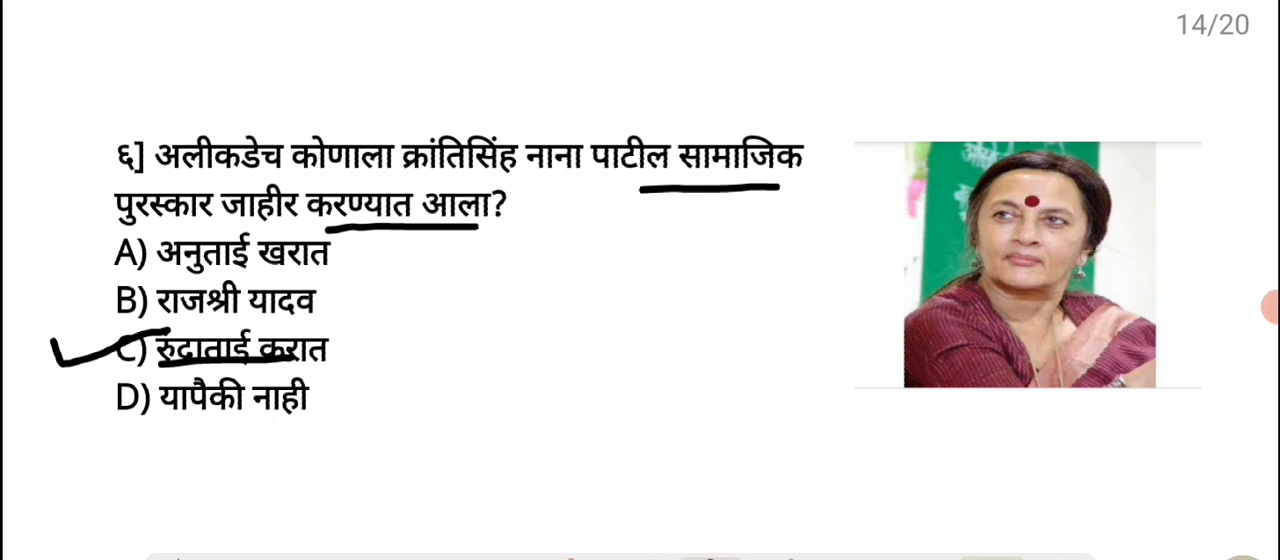 14/20
६] अलीकडेच कोणाला क्रांतिसिंह नाना पाटील सामाजिक
पुरस्कार जाहीर करण्यात आला?
A) अनुताई खरात
B) राजश्री यादव
C) रुंदाताई करात
D) यापैकी नाही